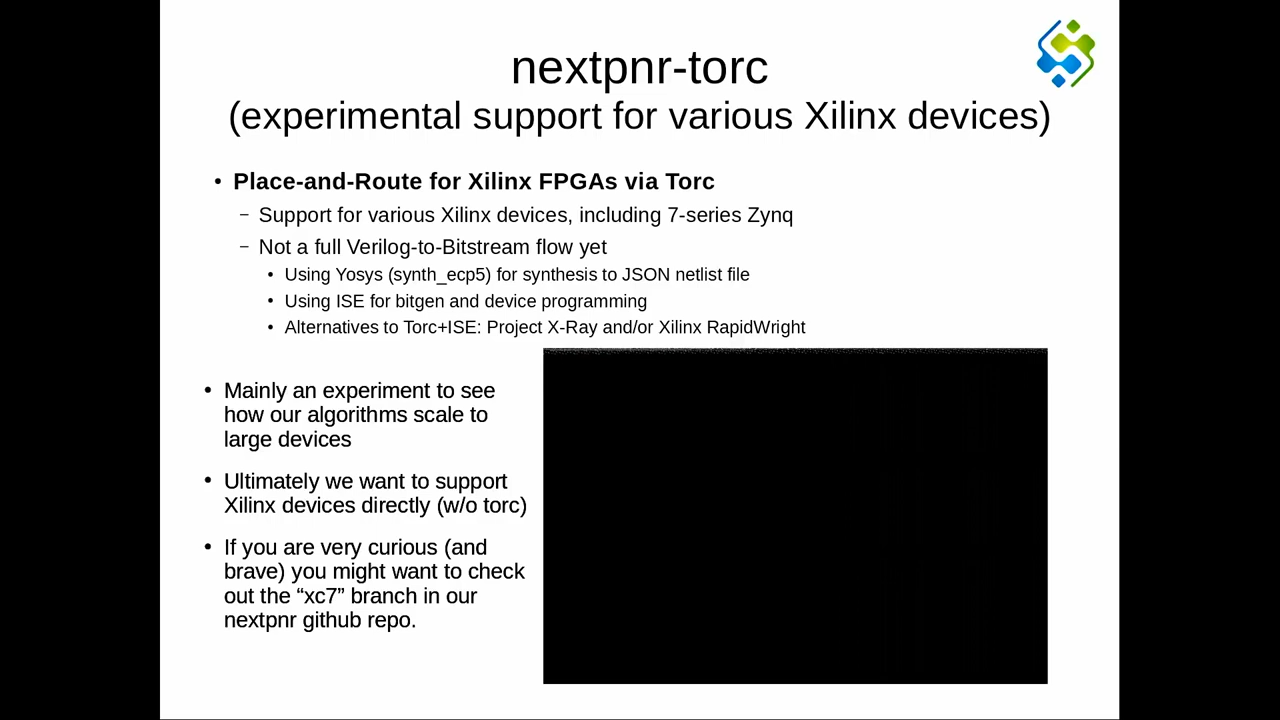 nextpnr-torc
(experimental support for various Xilinx devices)
• Place-and-Route for Xilinx FPGAs via Torc
– Support for various Xilinx devices, including 7-series Zynq
– Not a full Verilog-to-Bitstream flow yet
• Using Yosys (synth_ecp5) for synthesis to JSON netlist file
• Using ISE for bitgen and device programming
• Alternatives to Torc+ISE: Project X-Ray and/or Xilinx RapidWright
• Mainly an experiment to see
how our algorithms scale to
large devices
• Ultimately we want to support
Xilinx devices directly (w/o torc)
• If you are very curious (and
brave) you might want to check
out the “xc7” branch in our
nextpnr github repo.